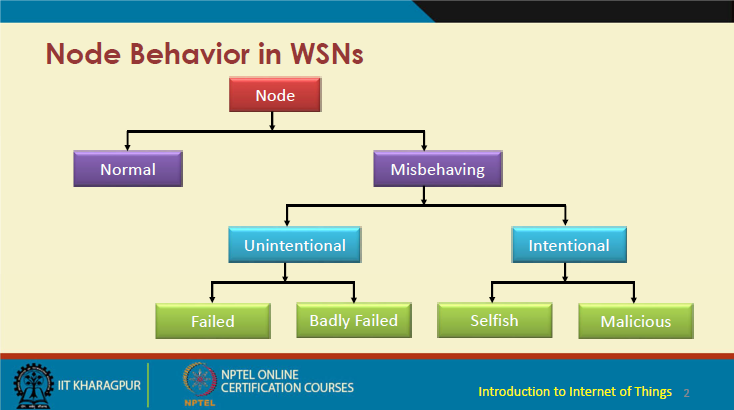 Node Behavior in WSNs
Node
Normal
Misbehaving
Unintentional
Intentional
Failed
Badly Failed
Selfish
Malicious
IIT KHARAGPUR
NPTEL
NPTEL ONLINE
CERTIFICATION COURSES
Introduction to Internet of Things 2